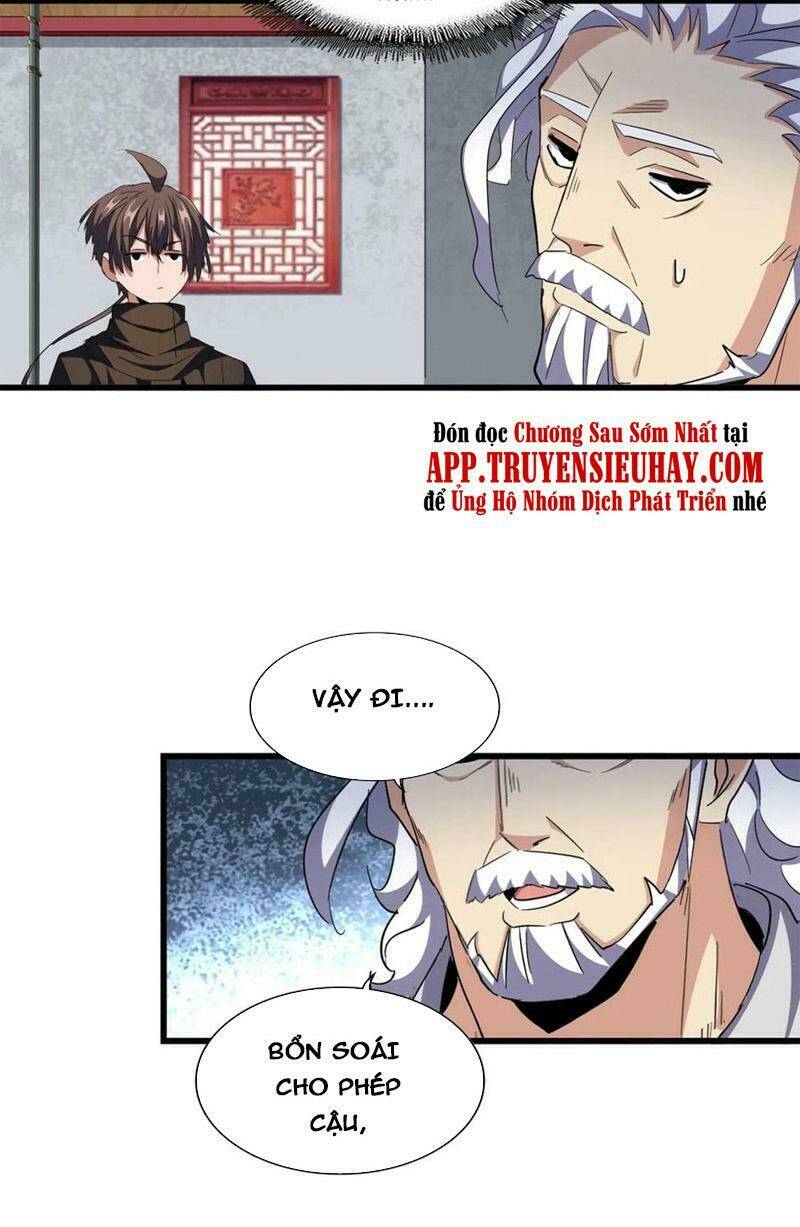 Đón đọc Chương Sau Sớm Nhất tại
APP.TRUYENSIEUHAY.COM
để Ủng Hộ Nhóm Dịch Phát Triển nhé
VẬY ĐI....
BỔN SOÁI
CHO PHÉP
CẬU,